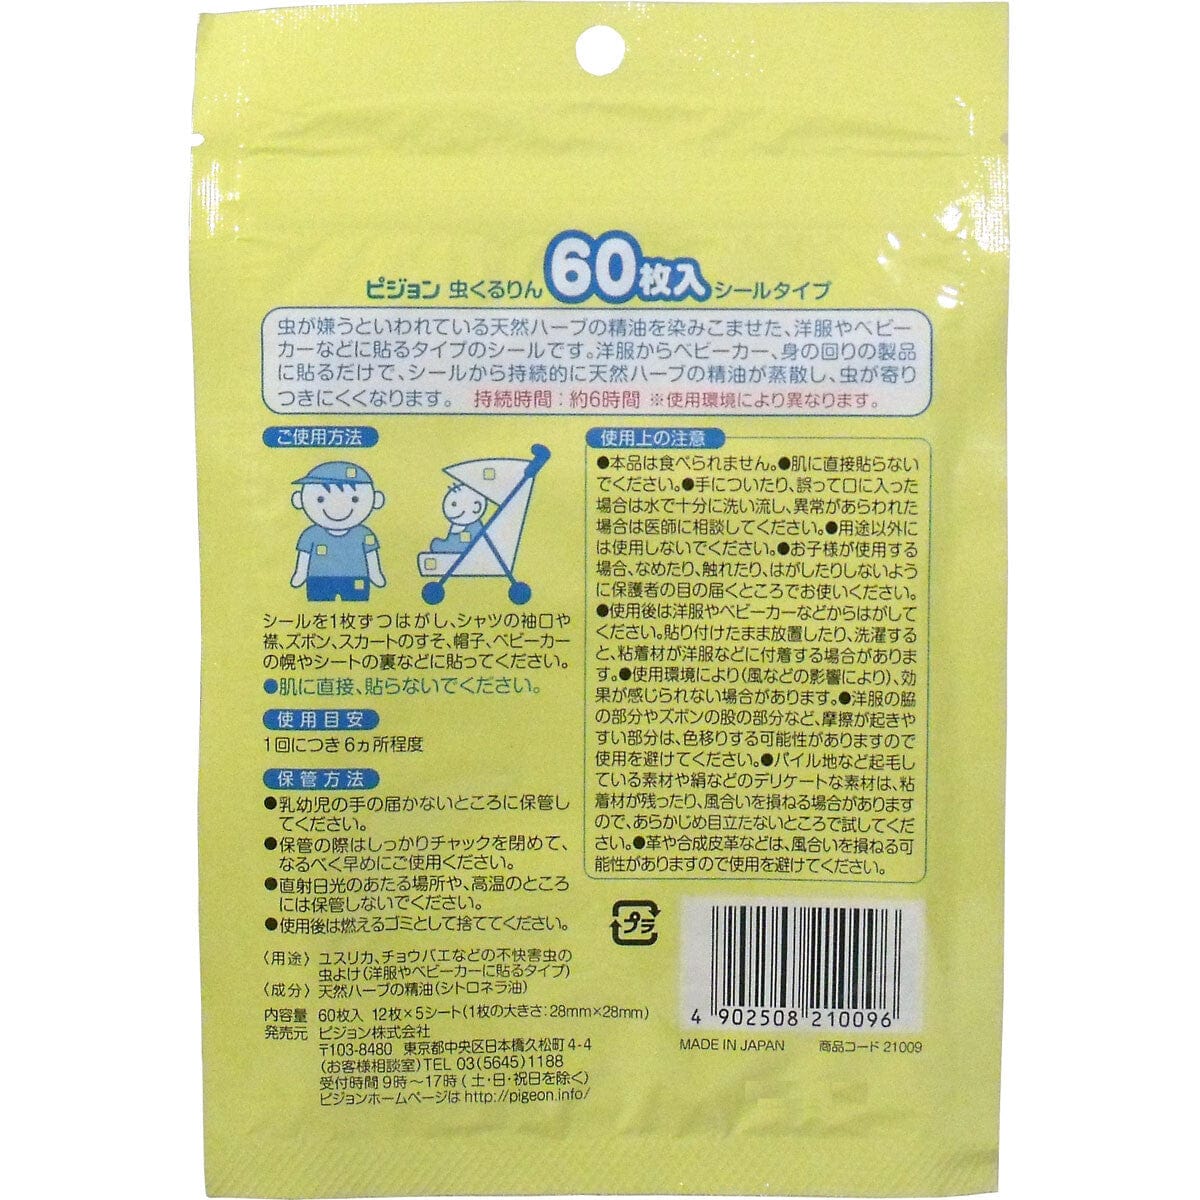 ピジョン 虫くるりん 60枚入 シールタイプ
虫が嫌うといわれている天然ハーブの精油を染みこませた、洋服やベビー
カーなどに貼るタイプのシールです。洋服からベビーカー、身の回りの製品
に貼るだけで、シールから持続的に天然ハーブの精油が蒸散し、虫が寄り
つきにくくなります。 持続時間：約6時間 ※使用環境により異なります。
ご使用方法
シールを1枚ずつはがし、シャツの袖口や
襟、ズボン、スカートのすそ、帽子、ベビーカー
の幌やシートの裏などに貼ってください。
●肌に直接、貼らないでください。
使用目安
1回につき6ヵ所程度
保管方法
●乳幼児の手の届かないところに保管し
てください。
●保管の際はしっかりチャックを閉めて、
なるべく早めにご使用ください。
●直射日光のあたる場所や、高温のところ
には保管しないでください。
●使用後は燃えるゴミとして捨ててください。
使用上の注意
●本品は食べられません。●肌に直接貼らない
でください。●手についたり、誤って口に入った
場合は水で十分に洗い流し、異常があらわれた
場合は医師に相談してください。●用途以外に
は使用しないでください。●お子様が使用する
場合、なめたり、触れたり、はがしたりしないよう
に保護者の目の届くところでお使いください。
●使用後は洋服やベビーカーなどからはがして
ください。貼り付けたまま放置したり、洗濯する
と、粘着材が洋服などに付着する場合がありま
す。●使用環境により(風などの影響により)、効
果が感じられない場合があります。●洋服の脇
の部分やズボンの股の部分など、摩擦が起きや
すい部分は、色移りする可能性がありますので
使用を避けてください。●パイル地など起毛し
ている素材や絹などのデリケートな素材は、粘
着材が残ったり、風合いを損ねる場合があります
ので、あらかじめ目立たないところで試してくだ
さい。●革や合成皮革などは、風合いを損ねる可
能性がありますので使用を避けてください。
〈用途〉 ユスリカ、チョウバエなどの不快害虫の
虫よけ(洋服やベビーカーに貼るタイプ)
〈成分〉 天然ハーブの精油(シトロネラ油)
内容量 60枚入 12枚×5シート(1枚の大きさ：28mm×28mm)
発売元 ピジョン株式会社
〒103-8480 東京都中央区日本橋久松町4-4
(お客様相談室)TEL 03(5645)1188
受付時間 9時～17時 ( 土・日・祝日を除く)
ピジョンホームページは http://pigeon.info/
プラ
4 902508 210096
MADE IN JAPAN 商品コード 21009